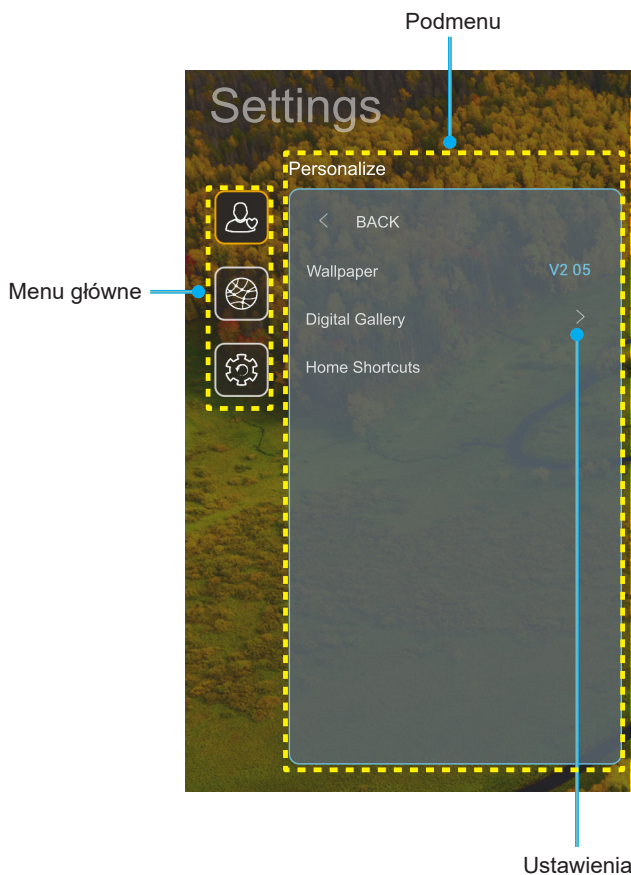 Podmenu
Settings
Personalize
BACK
Menu główne
Wallpaper V2 05
Digital Gallery
Home Shortcuts
Ustawienia